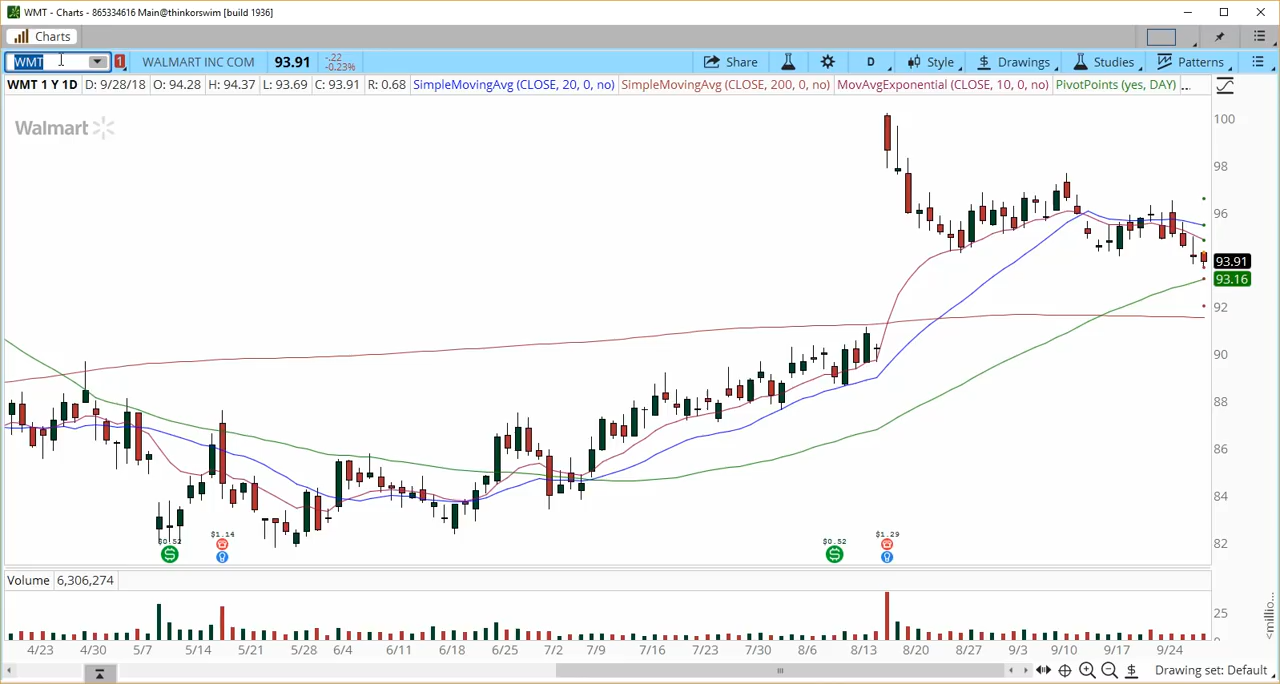 WMT - Charts - 865334616 Main@thinkorswim [build 1936]
Charts
WMT 1 WALMART INC COM 93.91 -.22 -0.23% Share D Style Drawings Studies Patterns
WMT 1 Y 1D D: 9/28/18 O: 94.28 H: 94.37 L: 93.69 C: 93.91 R: 0.68 SimpleMovingAvg (CLOSE, 20, 0, no) SimpleMovingAvg (CLOSE, 200, 0, no) MovAvgExponential (CLOSE, 10, 0, no) PivotPoints (yes, DAY) ...
Walmart
100
98
96
93.91
93.16
92
90
88
86
84
82
$0.52 $1.14 $0.52 $1.29
Volume 6,306,274
25
0
<millio...
4/23 4/30 5/7 5/14 5/21 5/28 6/4 6/11 6/18 6/25 7/2 7/9 7/16 7/23 7/30 8/6 8/13 8/20 8/27 9/3 9/10 9/17 9/24
Drawing set: Default